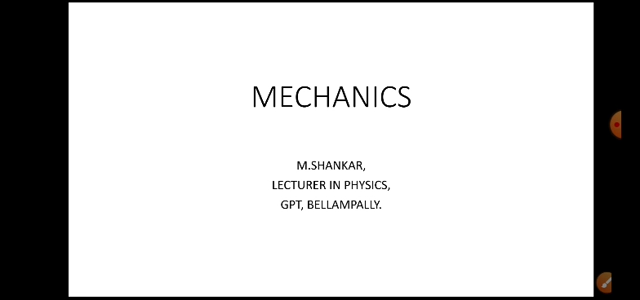 MECHANICS
M.SHANKAR,
LECTURER IN PHYSICS,
GPT, BELLAMPALLY.